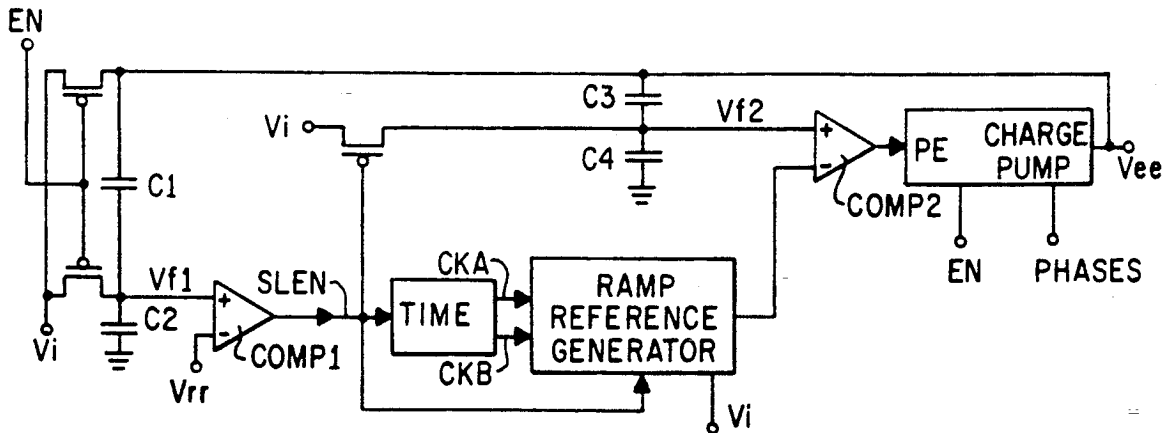 EN
C3
Vi
Vf2
C4
+
-
PE
CHARGE
PUMP
Vee
COMP2
C1
EN
PHASES
Vf1
SLEN
CKA
C2
+
-
TIME
RAMP
REFERENCE
GENERATOR
Vi
COMP1
CKB
Vrr
Vi